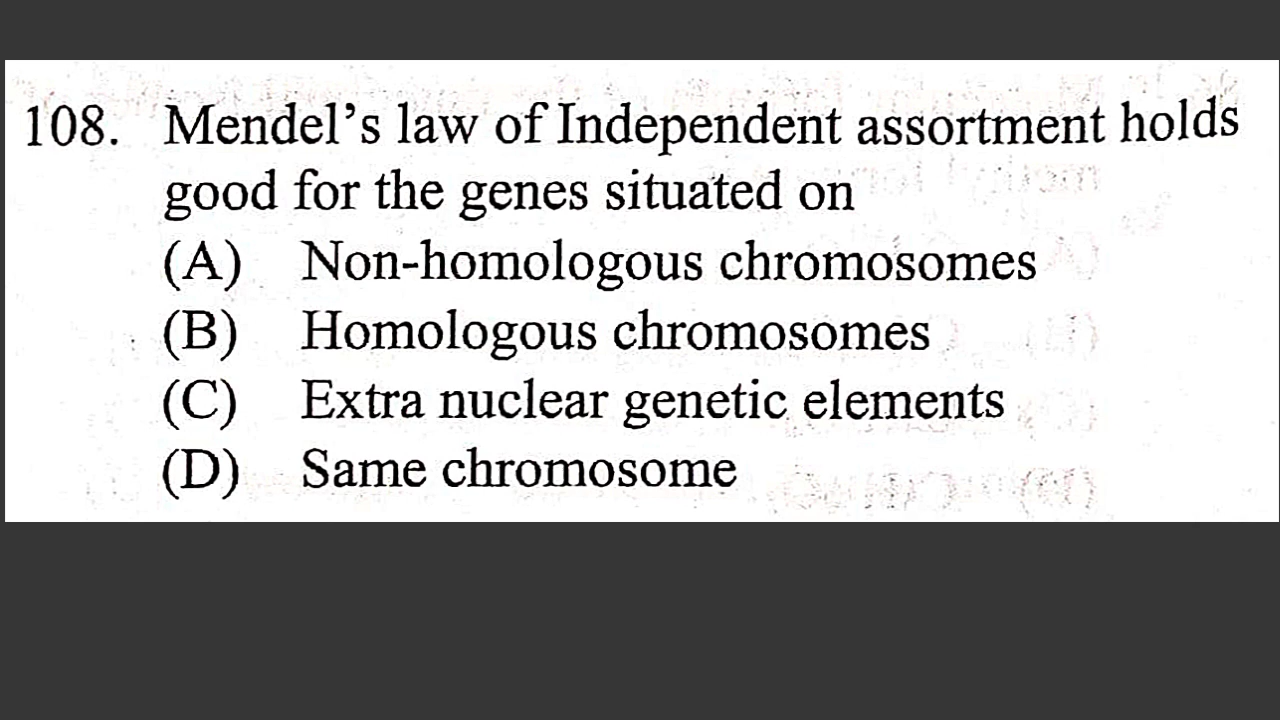 108. Mendel's law of Independent assortment holds
good for the genes situated on
(A) Non-homologous chromosomes
(B) Homologous chromosomes
(C) Extra nuclear genetic elements
(D) Same chromosome